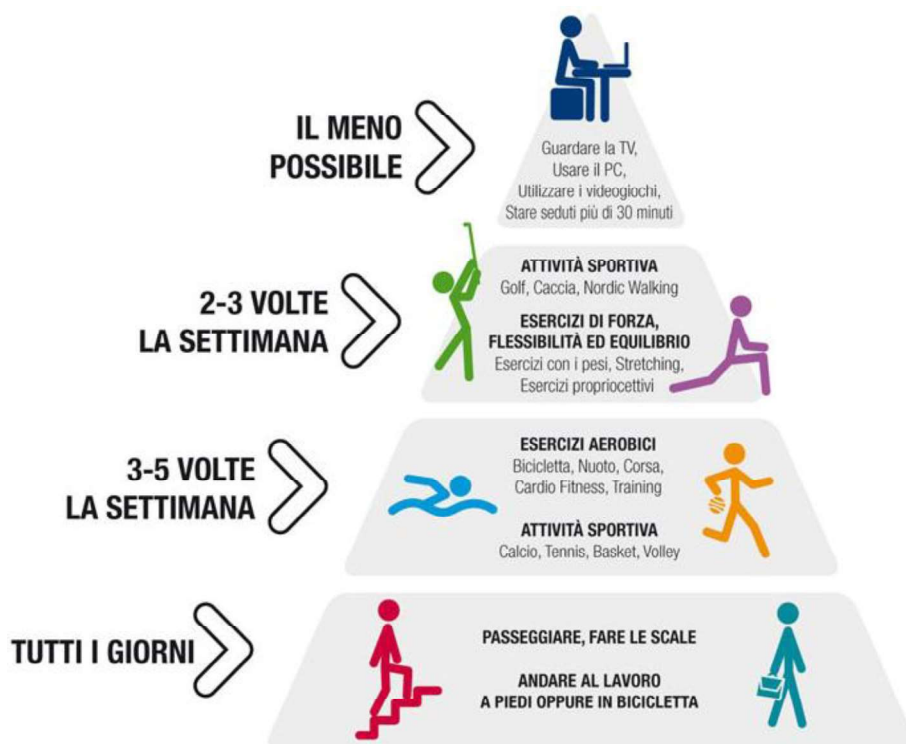 IL MENO
POSSIBILE
Guardare la TV,
Usare il PC,
Utilizzare i videogiochi,
Stare seduti più di 30 minuti
2-3 VOLTE
LA SETTIMANA
ATTIVITÀ SPORTIVA
Golf, Caccia, Nordic Walking
ESERCIZI DI FORZA,
FLESSIBILITÀ ED EQUILIBRIO
Esercizi con i pesi, Stretching,
Esercizi propriocettivi
3-5 VOLTE
LA SETTIMANA
ESERCIZI AEROBICI
Bicicletta, Nuoto, Corsa,
Cardio Fitness, Training
ATTIVITÀ SPORTIVA
Calcio, Tennis, Basket, Volley
TUTTI I GIORNI
PASSEGGIARE, FARE LE SCALE
ANDARE AL LAVORO
A PIEDI OPPURE IN BICICLETTA